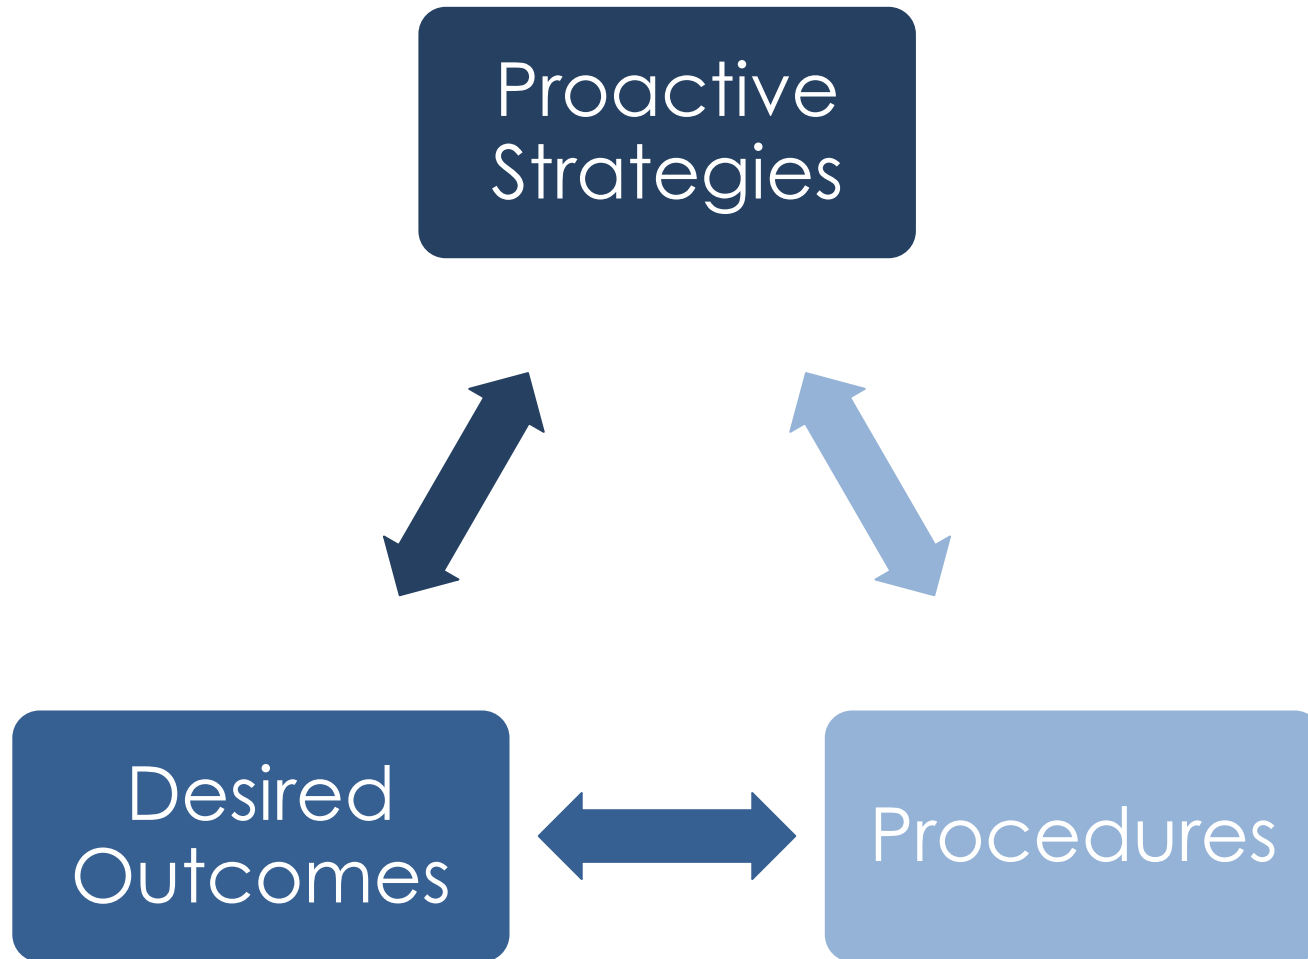 Proactive
Strategies
Desired
Outcomes
Procedures